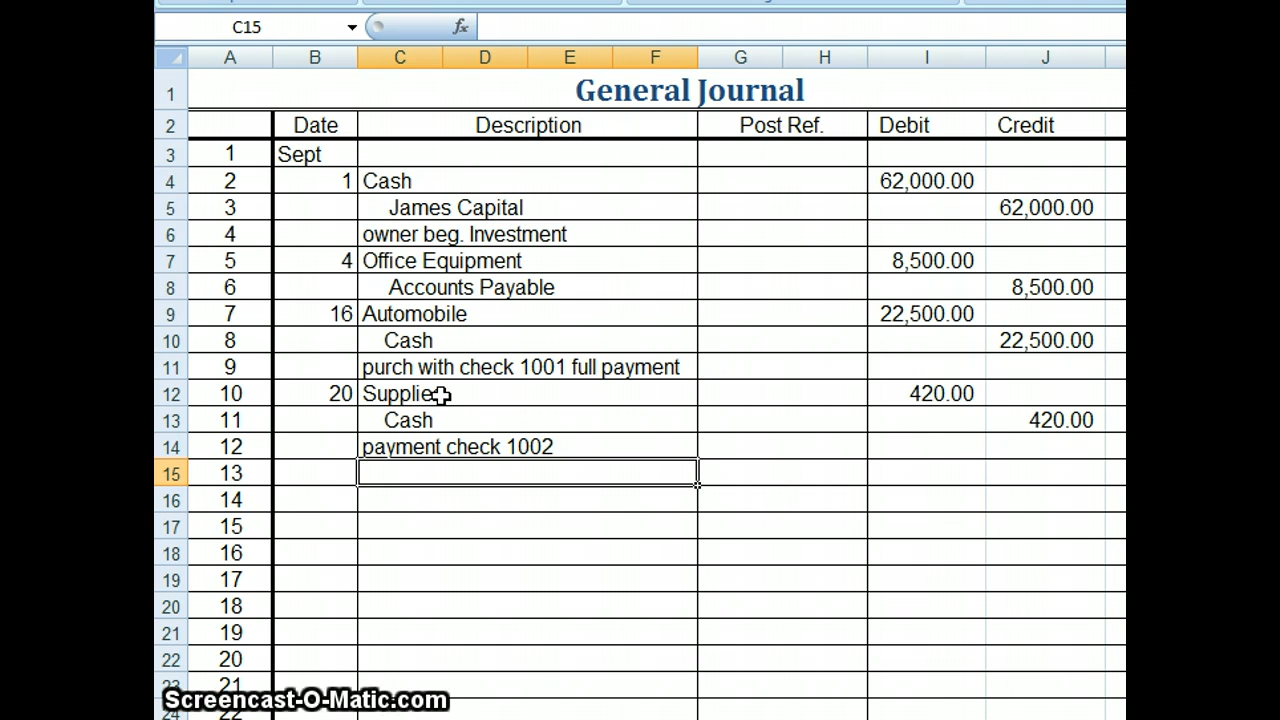 C15 fx
A B C D E F G H I J
1 General Journal
2 Date Description Post Ref. Debit Credit
3 1 Sept
4 2 1 Cash 62,000.00
5 3 James Capital 62,000.00
6 4 owner beg. Investment
7 5 4 Office Equipment 8,500.00
8 6 Accounts Payable 8,500.00
9 7 16 Automobile 22,500.00
10 8 Cash 22,500.00
11 9 purch with check 1001 full payment
12 10 20 Supplie 420.00
13 11 Cash 420.00
14 12 payment check 1002
15 13
16 14
17 15
18 16
19 17
20 18
21 19
22 20
23 21
24 22
Screencast-O-Matic.com